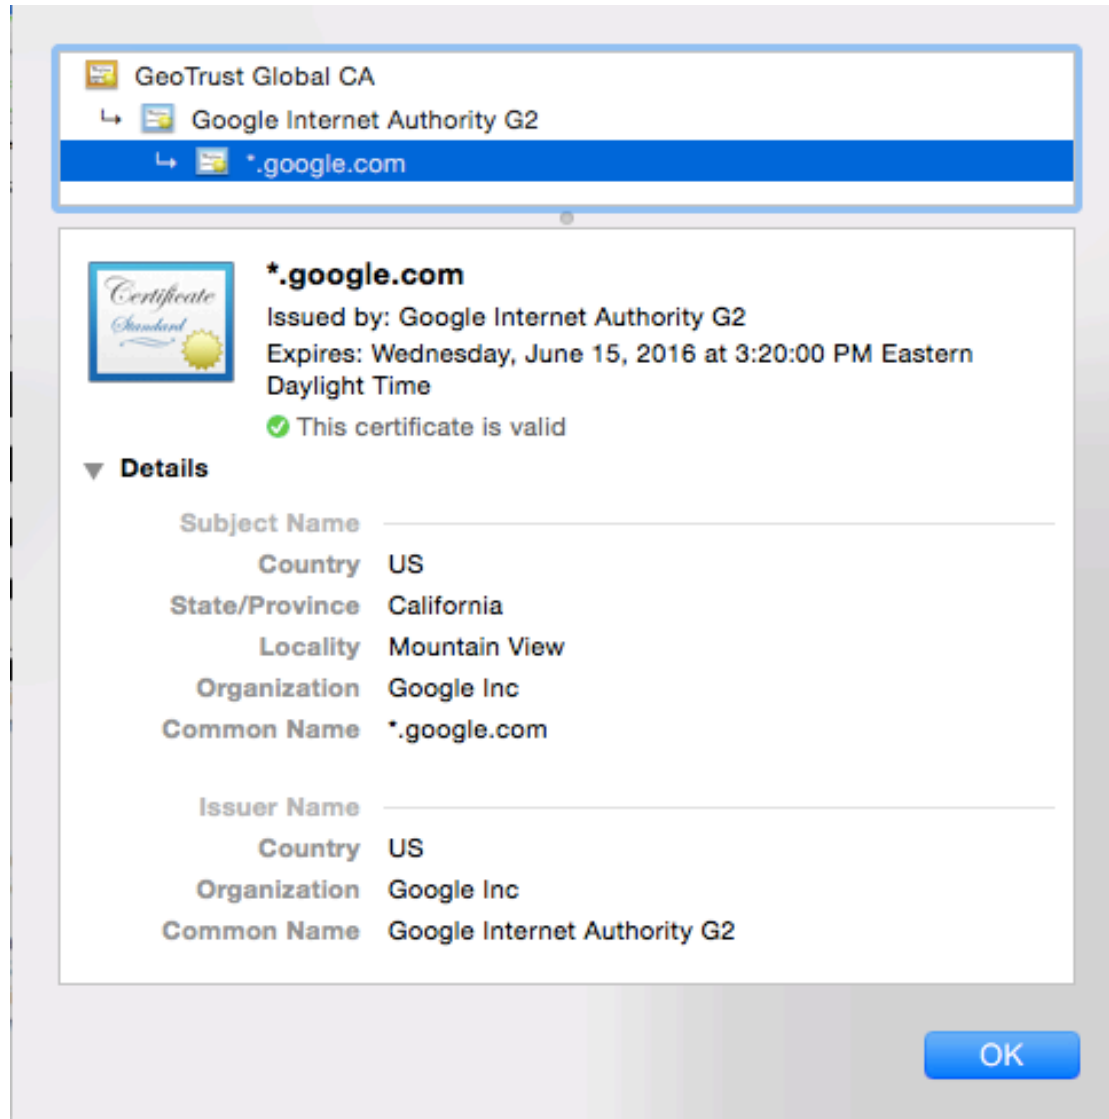 GeoTrust Global CA
Google Internet Authority G2
*.google.com
Certificate
Standard
*.google.com
Issued by: Google Internet Authority G2
Expires: Wednesday, June 15, 2016 at 3:20:00 PM Eastern
Daylight Time
This certificate is valid
Details
Subject Name
Country US
State/Province California
Locality Mountain View
Organization Google Inc
Common Name *.google.com
Issuer Name
Country US
Organization Google Inc
Common Name Google Internet Authority G2
OK